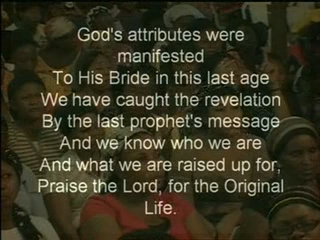 God's attributes were
manifested
To His Bride in this last age
We have caught the revelation
By the last prophet's message
And we know who we are
And what we are raised up for,
Praise the Lord, for the Original
Life.